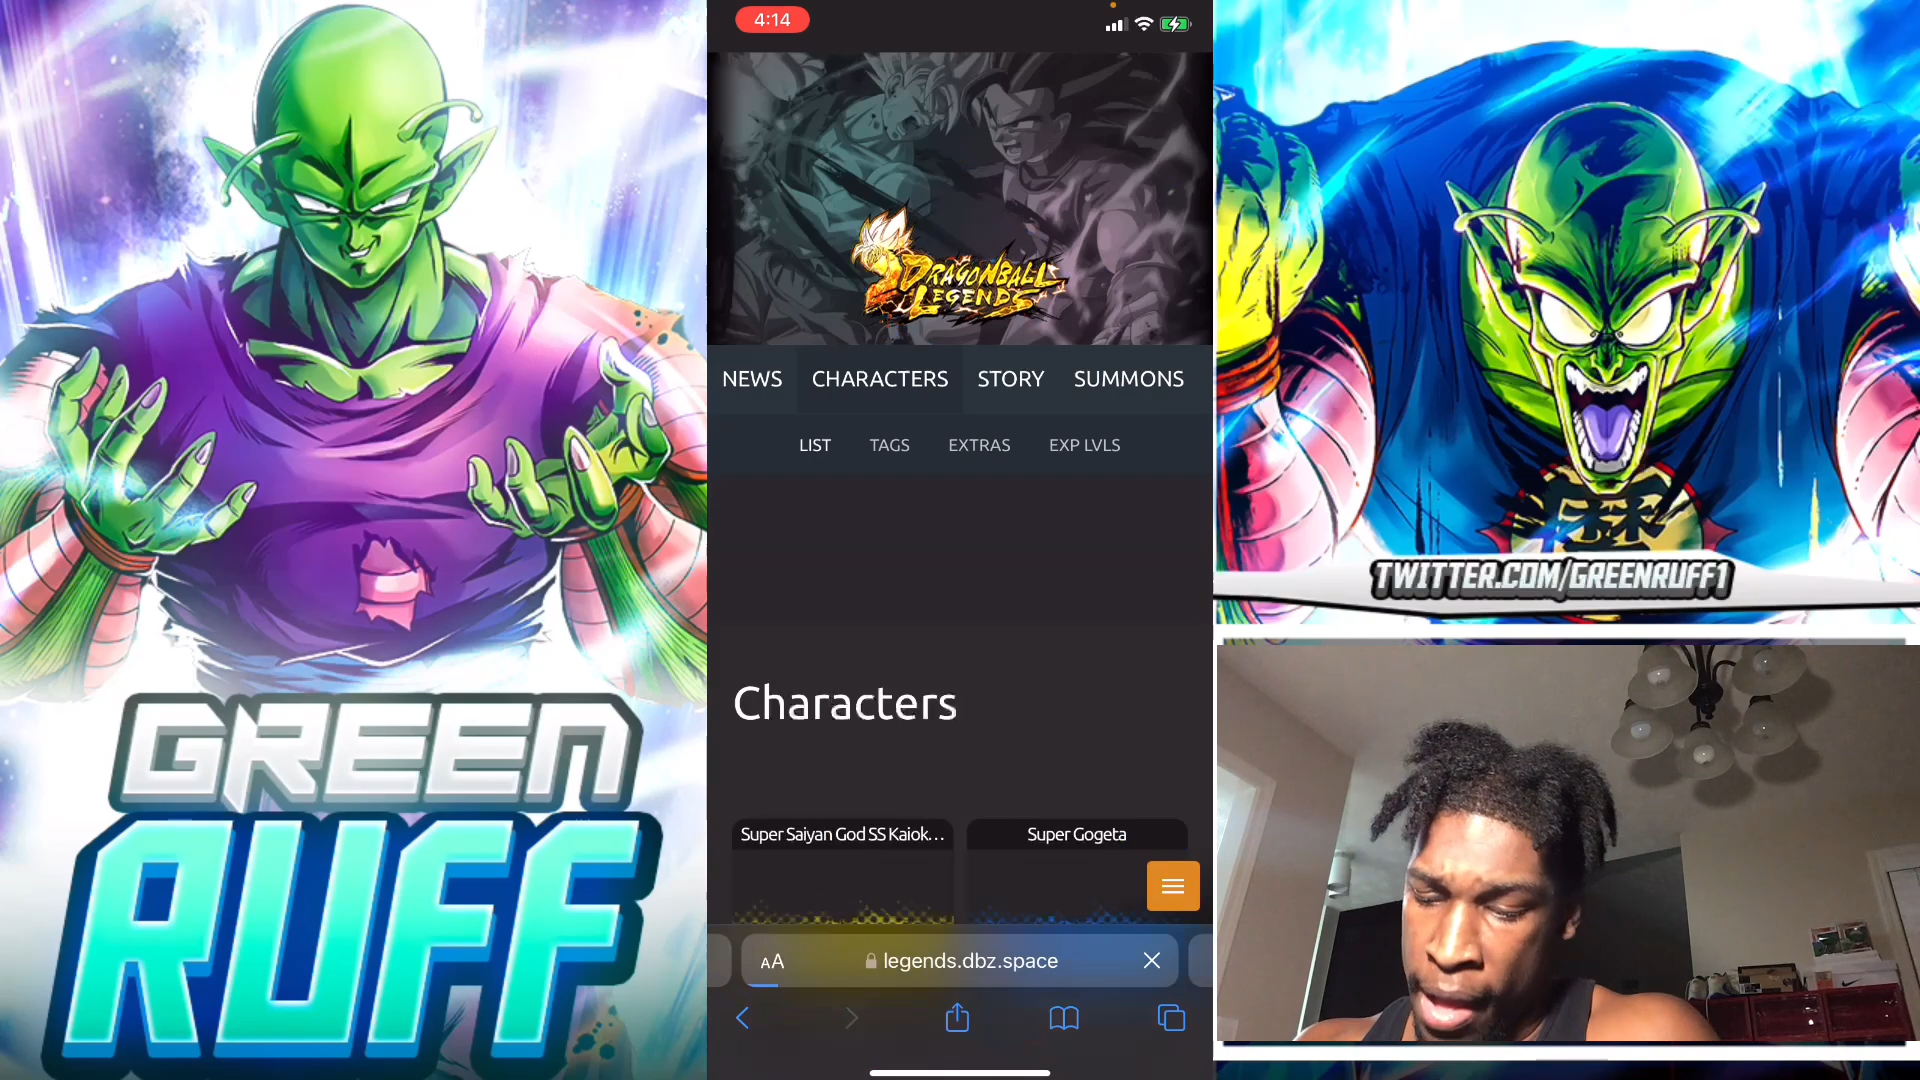 4:14
DRAGONBALL
LEGENDS
NEWS CHARACTERS STORY SUMMONS
LIST TAGS EXTRAS EXP LVLS
Characters
Super Saiyan God SS Kaiok... Super Gogeta
AA legends.dbz.space
GREEN
RUFF
TWITTER.COM/GREENRUFF1